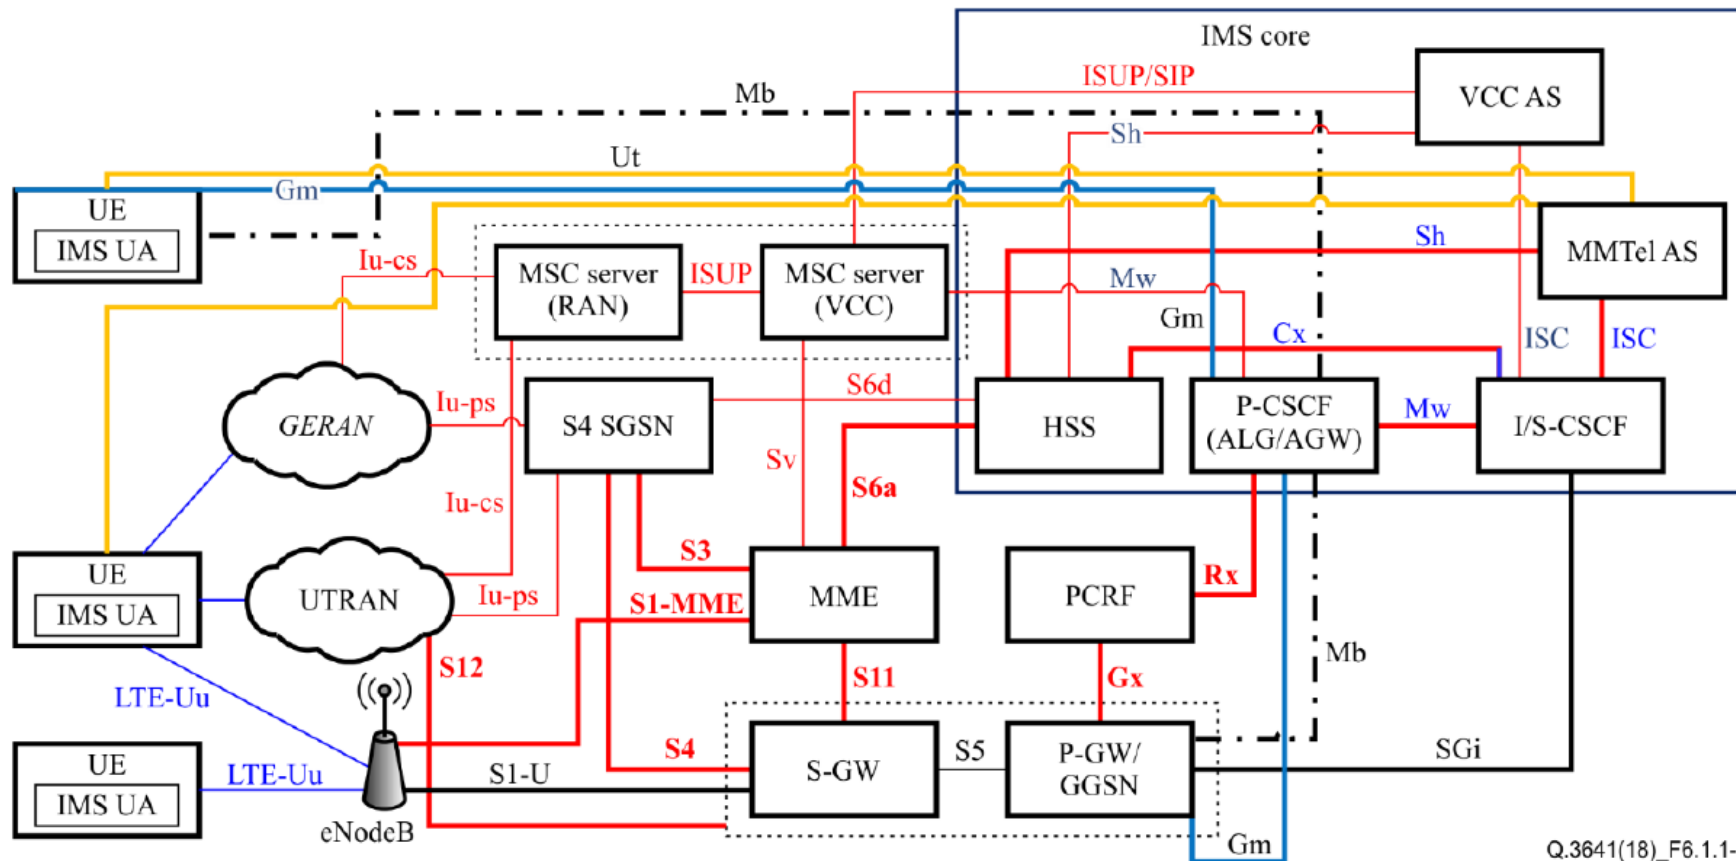 IMS core
VCC AS
ISUP/SIP
Mb
Sh
Ut
Gm
UE
IMS UA
MMTel AS
Sh
Iu-cs
MSC server
(RAN)
ISUP
MSC server
(VCC)
Mw
Gm
Cx
ISC
ISC
GERAN
Iu-ps
S4 SGSN
S6d
HSS
P-CSCF
(ALG/AGW)
Mw
I/S-CSCF
Sv
S6a
Iu-cs
UE
IMS UA
UTRAN
Iu-ps
S3
S1-MME
MME
PCRF
Rx
Mb
S12
S11
Gx
LTE-Uu
UE
IMS UA
LTE-Uu
eNodeB
S1-U
S4
S-GW
S5
P-GW/
GGSN
SGi
Gm
Q.3641(18)_F6.1.1-